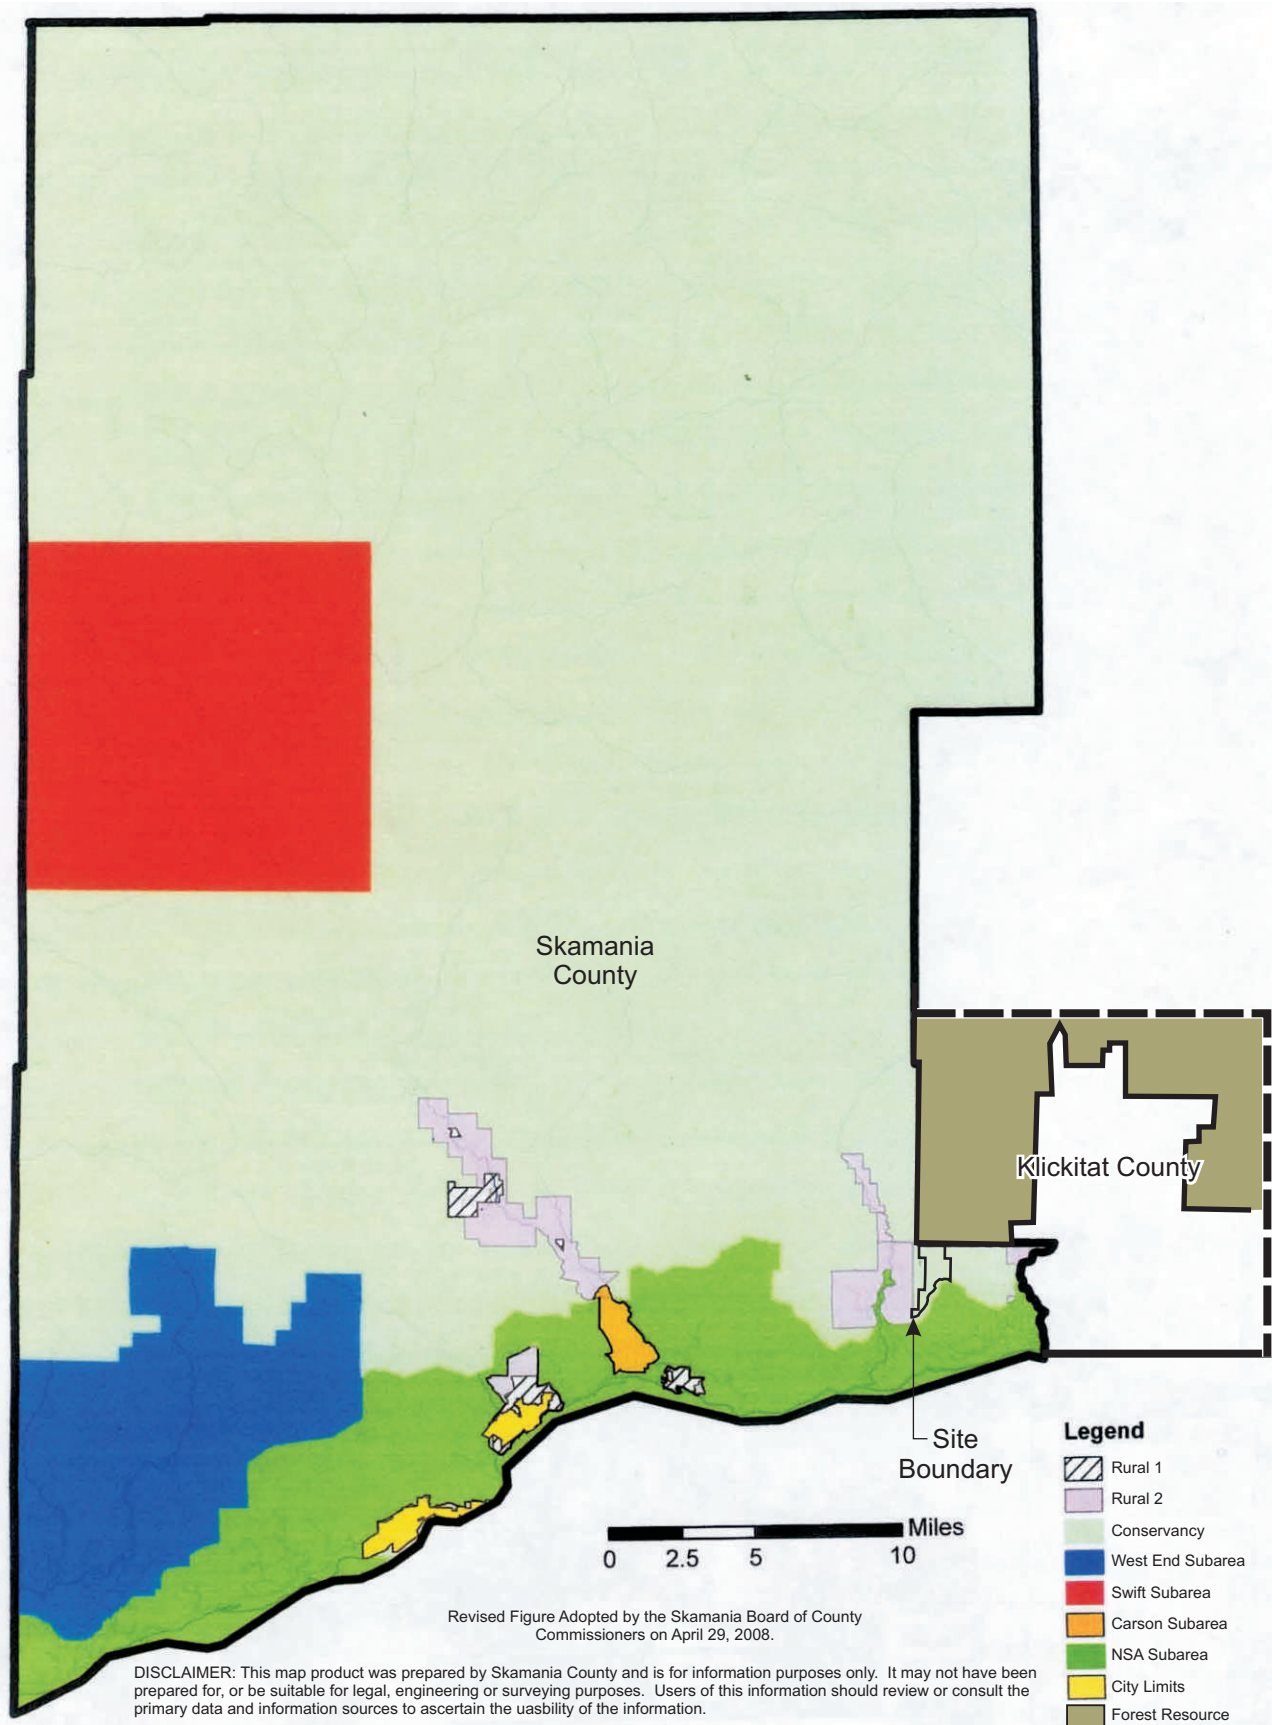 Skamania
County
Klickitat County
Site
Boundary
Miles
0 2.5 5 10
Legend
Rural 1
Rural 2
Conservancy
West End Subarea
Swift Subarea
Carson Subarea
NSA Subarea
City Limits
Forest Resource
Revised Figure Adopted by the Skamania Board of County
Commissioners on April 29, 2008.
DISCLAIMER: This map product was prepared by Skamania County and is for information purposes only. It may not have been
prepared for, or be suitable for legal, engineering or surveying purposes. Users of this information should review or consult the
primary data and information sources to ascertain the uasbility of the information.